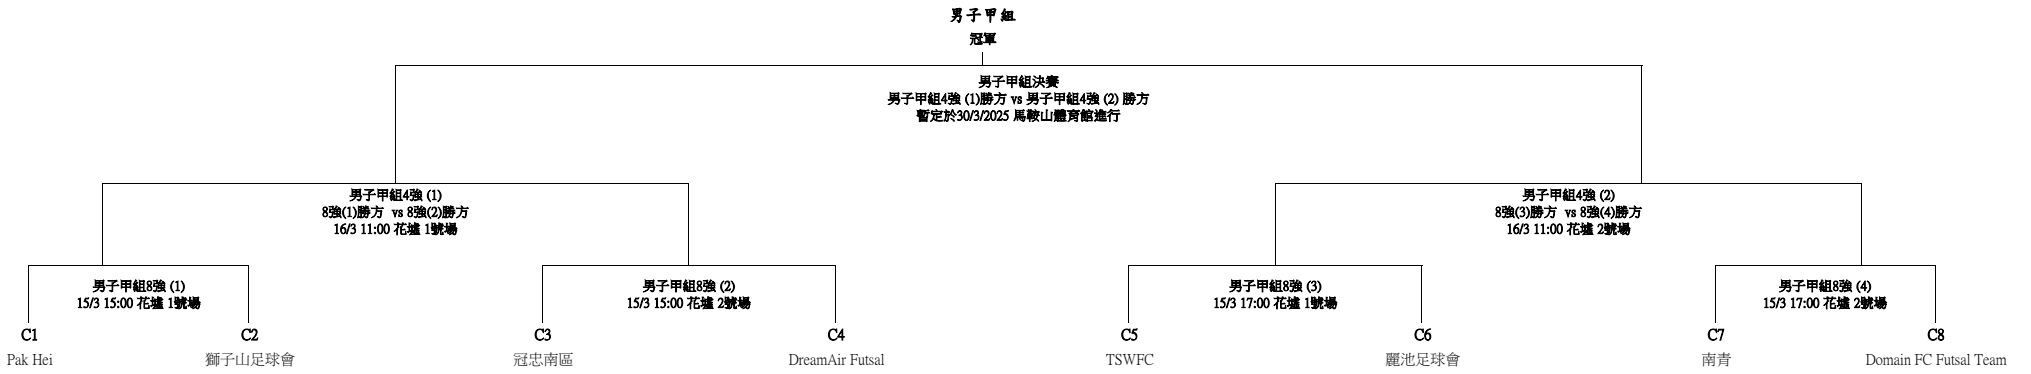 男子甲組
冠軍
男子甲組決賽
男子甲組4強 (1)勝方 vs 男子甲組4強 (2) 勝方
暫定於30/3/2025 馬鞍山體育館進行
男子甲組4強 (1)
8強(1)勝方 vs 8強(2)勝方
16/3 11:00 花墟 1號場
男子甲組4強 (2)
8強(3)勝方 vs 8強(4)勝方
16/3 11:00 花墟 2號場
男子甲組8強 (1)
15/3 15:00 花墟 1號場
男子甲組8強 (2)
15/3 15:00 花墟 2號場
男子甲組8強 (3)
15/3 17:00 花墟 1號場
男子甲組8強 (4)
15/3 17:00 花墟 2號場
C1
Pak Hei
C2
獅子山足球會
C3
冠忠南區
C4
DreamAir Futsal
C5
TSWFC
C6
麗池足球會
C7
南青
C8
Domain FC Futsal Team